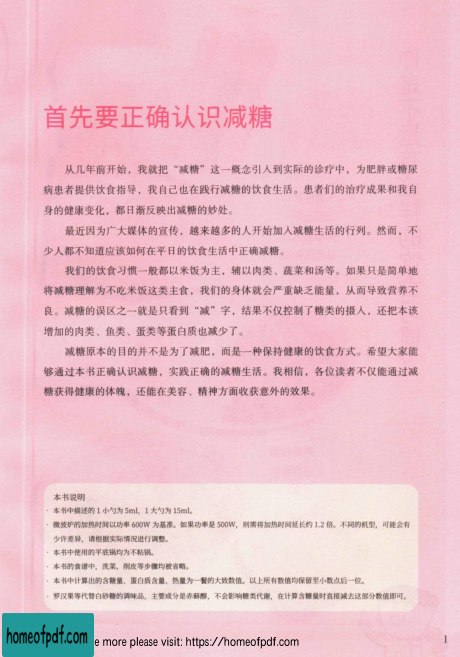 首先要正确认识减糖
从几年前开始，我就把“减糖”这一概念引入到实际的诊疗中，为肥胖或糖尿
病患者提供饮食指导，我自己也在践行减糖的饮食生活。患者们的治疗成果和我自
身的健康变化，都日渐反映出减糖的妙处。
最近因为广大媒体的宣传，越来越多的人开始加入减糖生活的行列。然而，不
少人都不知道应该如何在平日的饮食生活中正确减糖。
我们的饮食习惯一般都以米饭为主，辅以肉类、蔬菜和汤等。如果只是简单地
将减糖理解为不吃米饭这类主食，我们的身体就会严重缺乏能量，从而导致营养不
良。减糖的误区之一就是只看到“减”字，结果不仅控制了糖类的摄入，还把本该
增加的肉类、鱼类、蛋类等蛋白质也减少了。
减糖原本的目的并不是为了减肥，而是一种保持健康的饮食方式。希望大家能
够通过本书正确认识减糖，实践正确的减糖生活。我相信，各位读者不仅能通过减
糖获得健康的体魄，还能在美容、精神方面收获意外的效果。
本书说明
· 本书中描述的 1 小勺为 5ml，1 大勺为 15ml。
· 微波炉的加热时间以功率 600W 为基准。如果功率是 500W，则需将加热时间延长约 1.2 倍。不同的机型，可能会有
少许差异，请根据实际情况进行调整。
· 本书中使用的平底锅均为不粘锅。
· 本书的食谱中，洗菜、削皮等步骤均被省略。
· 本书中计算出的含糖量、蛋白质含量、热量为一餐的大致数值。以上所有数值均保留至小数点后一位。
· 罗汉果等代替白砂糖的调味品，主要成分是赤藓醇，不会影响糖类代谢，在计算含糖量时直接减去这部分数值即可。
homeofpdf.com
e more please visit: https://homeofpdf.com
1